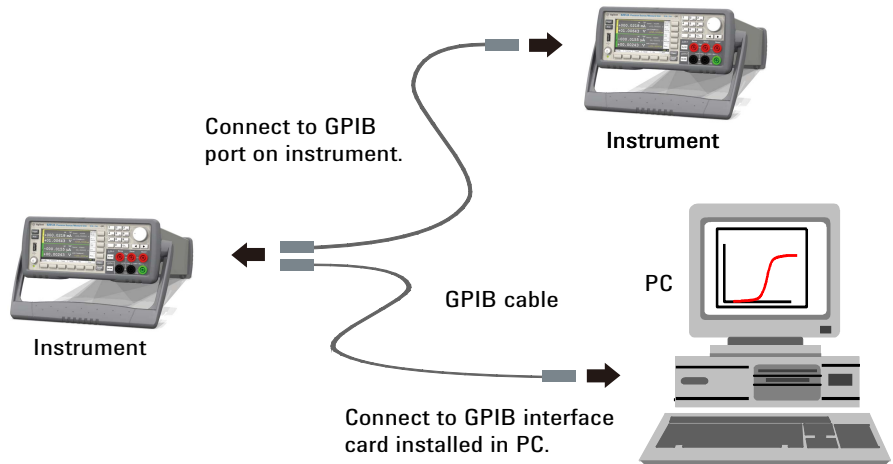 Connect to GPIB
port on instrument.
Instrument
Instrument
GPIB cable
PC
Connect to GPIB interface
card installed in PC.